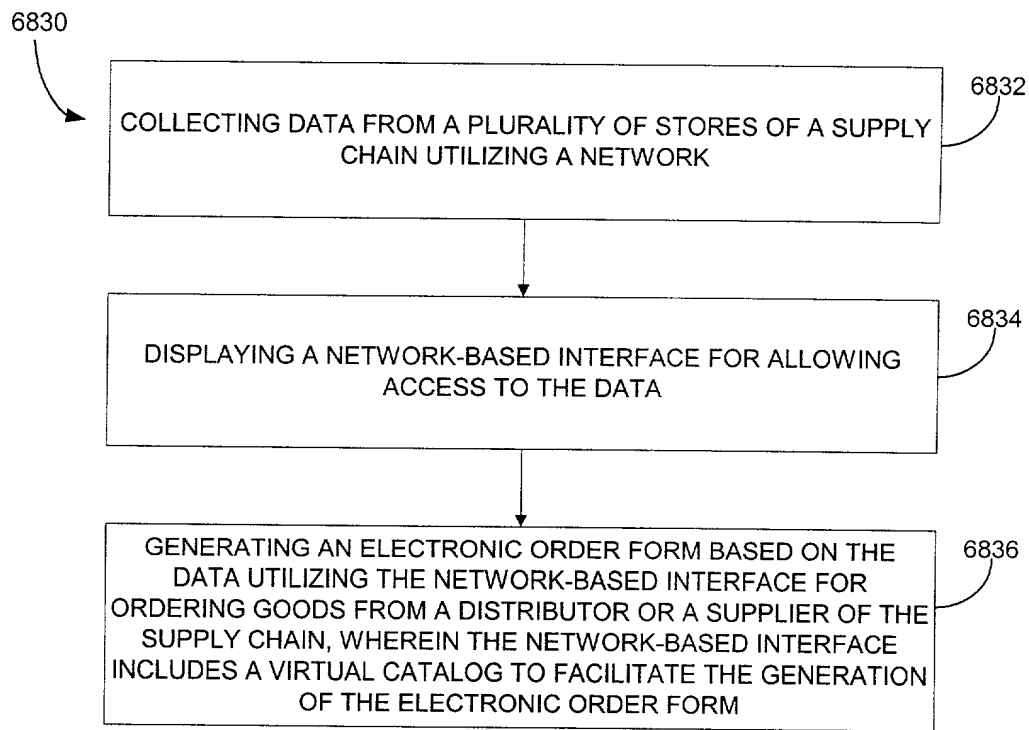 6830
6832
COLLECTING DATA FROM A PLURALITY OF STORES OF A SUPPLY
CHAIN UTILIZING A NETWORK
6834
DISPLAYING A NETWORK-BASED INTERFACE FOR ALLOWING
ACCESS TO THE DATA
6836
GENERATING AN ELECTRONIC ORDER FORM BASED ON THE
DATA UTILIZING THE NETWORK-BASED INTERFACE FOR
ORDERING GOODS FROM A DISTRIBUTOR OR A SUPPLIER OF THE
SUPPLY CHAIN, WHEREIN THE NETWORK-BASED INTERFACE
INCLUDES A VIRTUAL CATALOG TO FACILITATE THE GENERATION
OF THE ELECTRONIC ORDER FORM